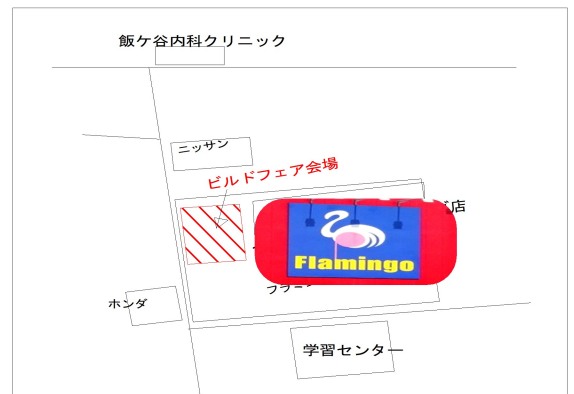 飯ケ谷内科クリニック
ニッサン
ビルドフェア会場
店
Flamingo
ホンダ
学習センター